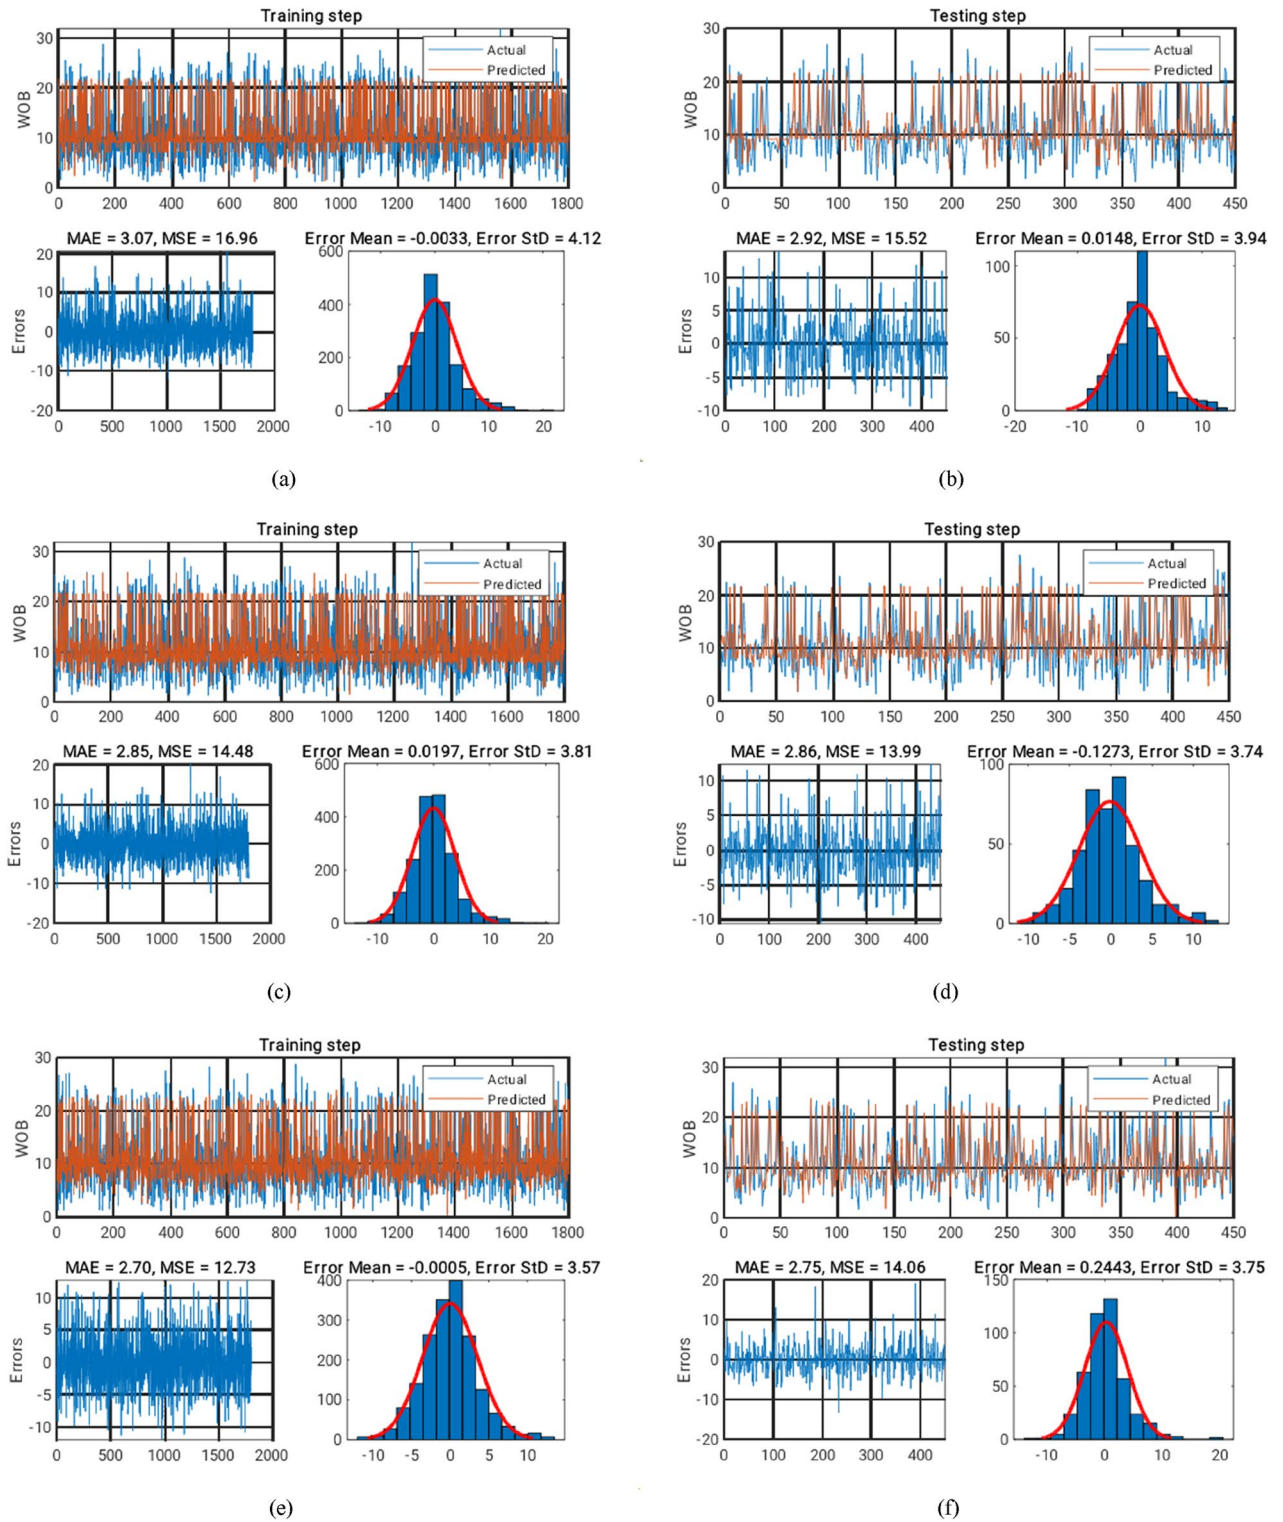 Training step
30
20
10
0
WOB
Actual
Predicted
0 200 400 600 800 1000 1200 1400 1600 1800
MAE = 3.07, MSE = 16.96
20
10
0
-10
-20
Errors
0 500 1000 1500 2000
Error Mean = -0.0033, Error StD = 4.12
600
400
200
0
-10 0 10 20
(a)
Testing step
30
20
10
0
WOB
Actual
Predicted
0 50 100 150 200 250 300 350 400 450
MAE = 2.92, MSE = 15.52
10
5
0
-5
-10
Errors
0 100 200 300 400
Error Mean = 0.0148, Error StD = 3.94
100
50
0
-20 -10 0 10
(b)
Training step
30
20
10
0
WOB
Actual
Predicted
0 200 400 600 800 1000 1200 1400 1600 1800
MAE = 2.85, MSE = 14.48
20
10
0
-10
-20
Errors
0 500 1000 1500 2000
Error Mean = 0.0197, Error StD = 3.81
600
400
200
0
-10 0 10 20
(c)
Testing step
30
20
10
0
WOB
Actual
Predicted
0 50 100 150 200 250 300 350 400 450
MAE = 2.86, MSE = 13.99
10
5
0
-5
-10
Errors
0 100 200 300 400
Error Mean = -0.1273, Error StD = 3.74
100
50
0
-10 -5 0 5 10
(d)
Training step
30
20
10
0
WOB
Actual
Predicted
0 200 400 600 800 1000 1200 1400 1600 1800
MAE = 2.70, MSE = 12.73
10
5
0
-5
-10
Errors
0 500 1000 1500 2000
Error Mean = -0.0005, Error StD = 3.57
400
300
200
100
0
-10 -5 0 5 10
(e)
Testing step
30
20
10
0
WOB
Actual
Predicted
0 50 100 150 200 250 300 350 400 450
MAE = 2.75, MSE = 14.06
20
10
0
-10
-20
Errors
0 100 200 300 400
Error Mean = 0.2443, Error StD = 3.75
150
100
50
0
-10 0 10 20
(f)